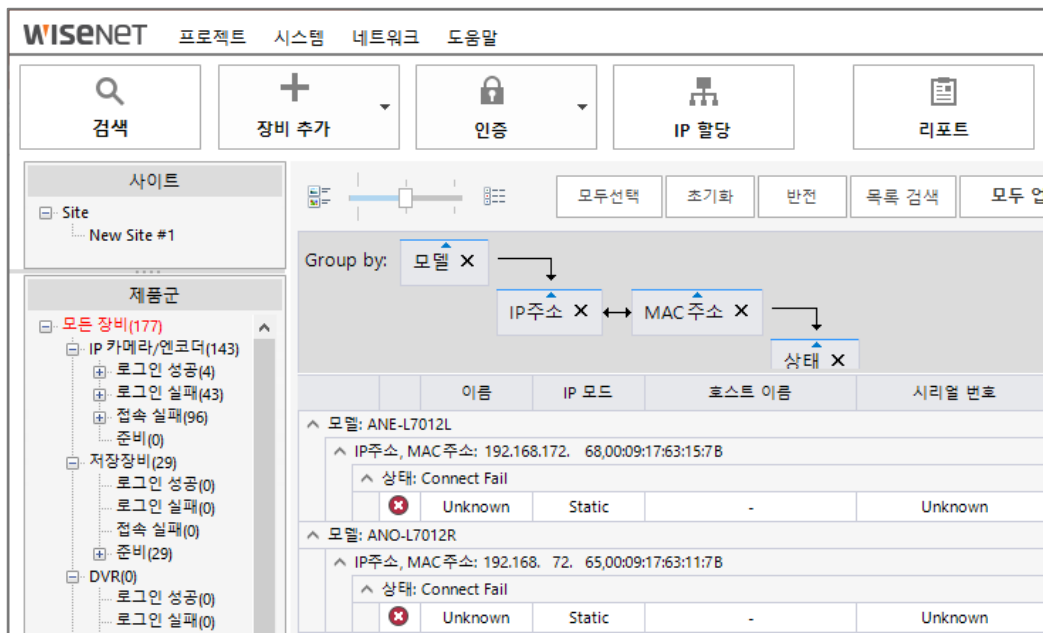 WISENET 프로젝트 시스템 네트워크 도움말
검색 장비 추가 인증 IP 할당 리포트
사이트
Site
New Site #1
제품군
모든 장비(177)
IP 카메라/엔코더(143)
로그인 성공(4)
로그인 실패(43)
접속 실패(96)
준비(0)
저장장비(29)
로그인 성공(0)
로그인 실패(0)
접속 실패(0)
준비(29)
DVR(0)
로그인 성공(0)
로그인 실패(0)
모두선택 초기화 반전 목록 검색 모두 업
Group by: 모델 ✕
IP주소 ✕ MAC주소 ✕
상태 ✕
이름 IP 모드 호스트 이름 시리얼 번호
모델: ANE-L7012L
IP주소, MAC주소: 192.168.172. 68,00:09:17:63:15:7B
상태: Connect Fail
Unknown Static - Unknown
모델: ANO-L7012R
IP주소, MAC주소: 192.168. 72. 65,00:09:17:63:11:7B
상태: Connect Fail
Unknown Static - Unknown